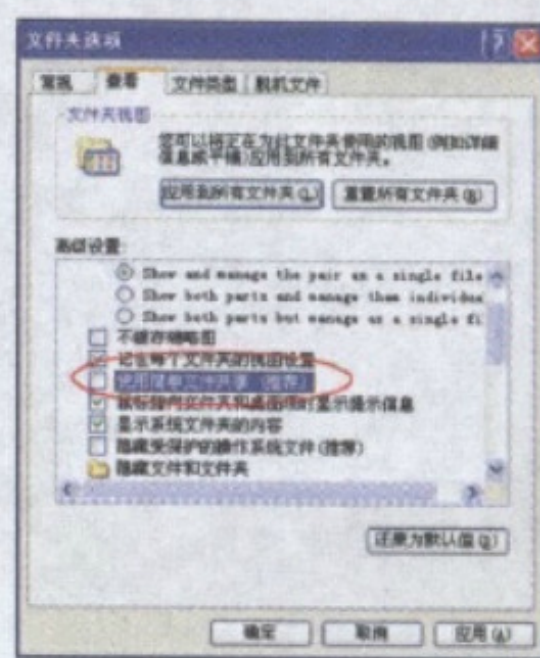 文件夹选项
常规 查看 文件类型 脱机文件
文件夹视图
您可以将正在为此文件夹使用的视图(例如详细
信息或平铺)应用到所有文件夹。
应用到所有文件夹(L) 重置所有文件夹(R)
高级设置:
Show and manage the pair as a single file
Show both parts and manage them individua
Show both parts but manage as a single fi
不缓存缩略图
记住每个文件夹的视图设置
使用简单文件共享(推荐)
鼠标指向文件夹和桌面项时显示提示信息
显示系统文件夹的内容
隐藏受保护的操作系统文件(推荐)
隐藏文件和文件夹
还原为默认值(D)
确定 取消 应用(A)